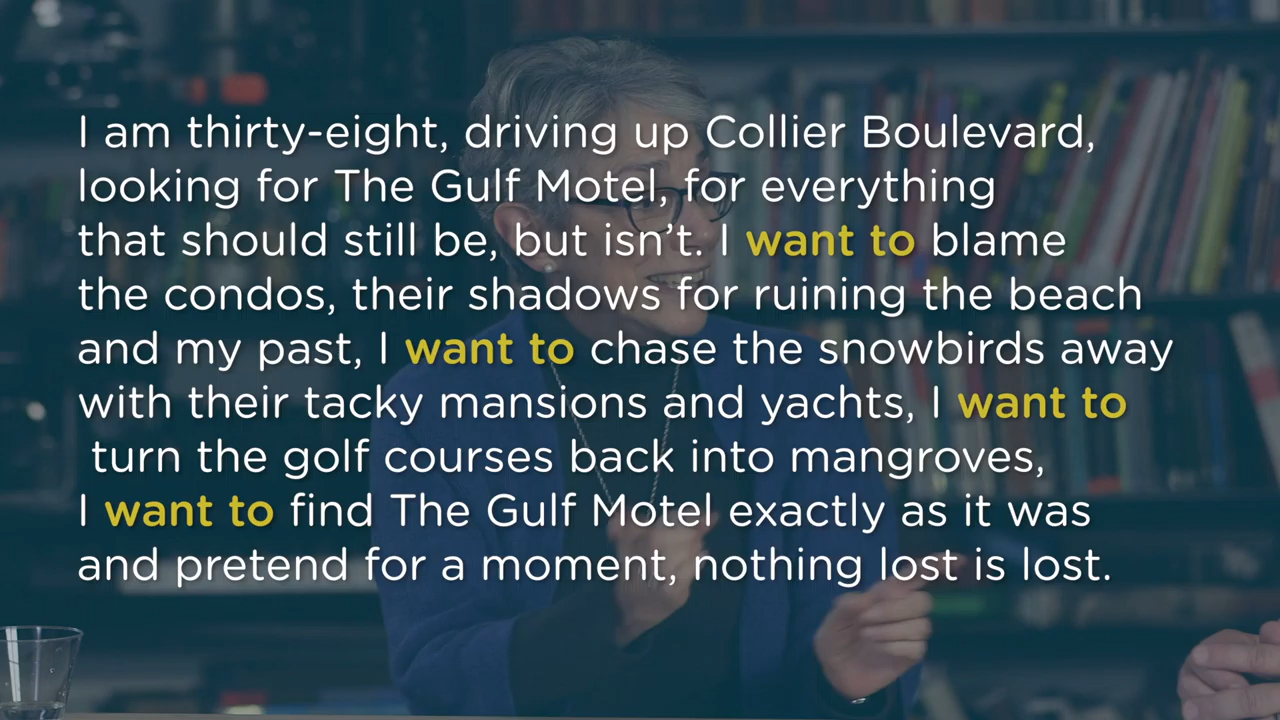 I am thirty-eight, driving up Collier Boulevard,
looking for The Gulf Motel, for everything
that should still be, but isn’t. I want to blame
the condos, their shadows for ruining the beach
and my past, I want to chase the snowbirds away
with their tacky mansions and yachts, I want to
turn the golf courses back into mangroves,
I want to find The Gulf Motel exactly as it was
and pretend for a moment, nothing lost is lost.